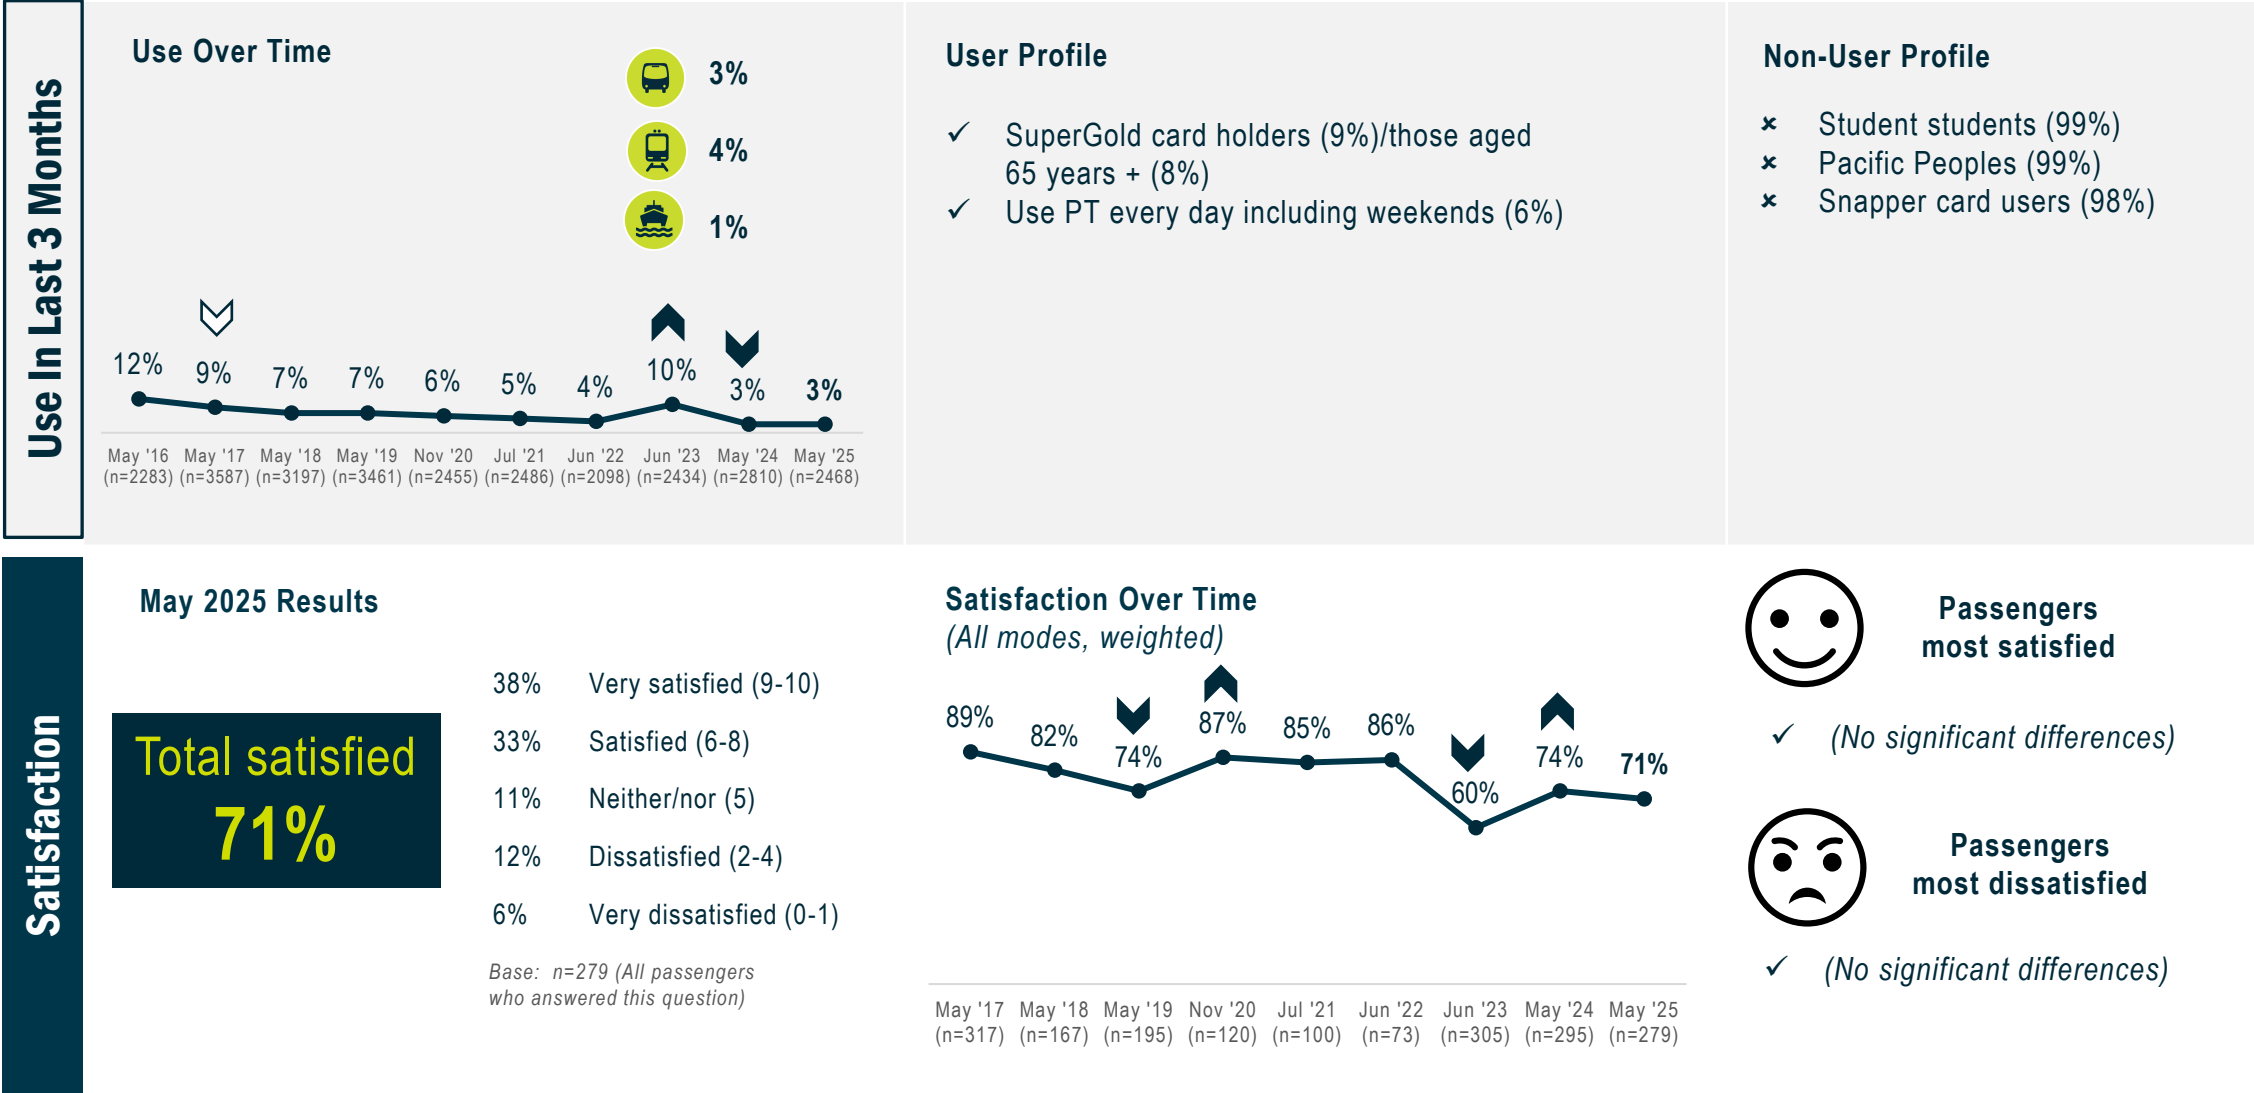 Use In Last 3 Months
Use Over Time
3%
4%
1%
12%
9%
7%
7%
6%
5%
4%
10%
3%
3%
May '16 May '17 May '18 May '19 Nov '20 Jul '21 Jun '22 Jun '23 May '24 May '25
(n=2283) (n=3587) (n=3197) (n=3461) (n=2455) (n=2486) (n=2098) (n=2434) (n=2810) (n=2468)
User Profile
✓ SuperGold card holders (9%)/those aged
65 years + (8%)
✓ Use PT every day including weekends (6%)
Non-User Profile
× Student students (99%)
× Pacific Peoples (99%)
× Snapper card users (98%)
Satisfaction
May 2025 Results
Total satisfied
71%
38% Very satisfied (9-10)
33% Satisfied (6-8)
11% Neither/nor (5)
12% Dissatisfied (2-4)
6% Very dissatisfied (0-1)
Base: n=279 (All passengers
who answered this question)
Satisfaction Over Time
(All modes, weighted)
89%
82%
74%
87%
85%
86%
60%
74%
71%
May '17 May '18 May '19 Nov '20 Jul '21 Jun '22 Jun '23 May '24 May '25
(n=317) (n=167) (n=195) (n=120) (n=100) (n=73) (n=305) (n=295) (n=279)
Passengers
most satisfied
✓ (No significant differences)
Passengers
most dissatisfied
✓ (No significant differences)